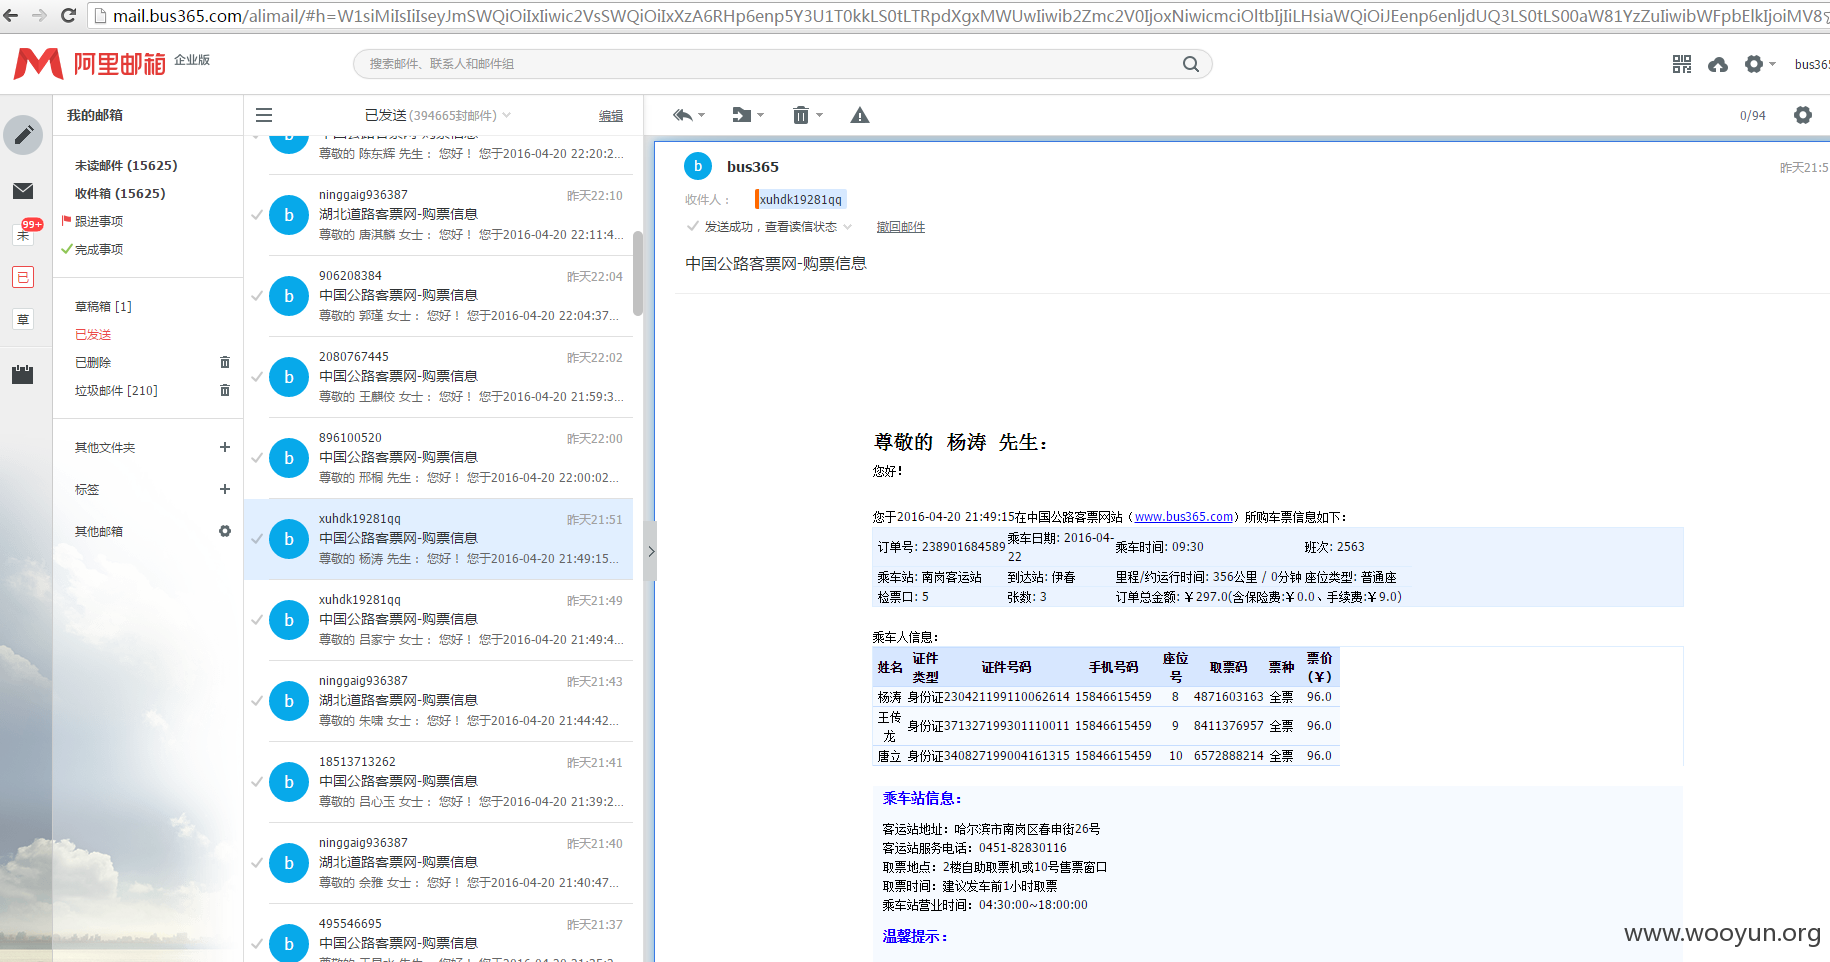 mail.bus365.com/alimail/#h=W1siMiIsIiIseyJmSWQiOiIxIiwic2VsSWQiOiIxXzA6RHp6enp5Y3U1T0kkLS0tLTRpdXgxMWUwIiwib2Zmc2V0IjoxNiwicmciOltbIjIiLHsiaWQiOiJEenp6enljdUQ3LS0tLS00aW81YzZuIiwibWFpbElkIjoiMV8
阿里邮箱 企业版
搜索邮件、联系人和邮件组
bus365
我的邮箱
未读邮件 (15625)
收件箱 (15625)
跟进事项
完成事项
99+
未
已
草
草稿箱 [1]
已发送
已删除
垃圾邮件 [210]
其他文件夹
标签
其他邮箱
已发送 (394665封邮件)
编辑
尊敬的 陈东辉 先生： 您好！ 您于2016-04-20 22:20:2...
ninggaig936387 昨天22:10
湖北道路客票网-购票信息
尊敬的 唐淇麟 女士： 您好！ 您于2016-04-20 22:11:4...
906208384 昨天22:04
中国公路客票网-购票信息
尊敬的 郭瑾 女士： 您好！ 您于2016-04-20 22:04:37...
2080767445 昨天22:02
中国公路客票网-购票信息
尊敬的 王麒佼 女士： 您好！ 您于2016-04-20 21:59:3...
896100520 昨天22:00
中国公路客票网-购票信息
尊敬的 邢桐 先生： 您好！ 您于2016-04-20 22:00:02...
xuhdk19281qq 昨天21:51
中国公路客票网-购票信息
尊敬的 杨涛 先生： 您好！ 您于2016-04-20 21:49:15...
xuhdk19281qq 昨天21:49
中国公路客票网-购票信息
尊敬的 吕家宁 女士： 您好！ 您于2016-04-20 21:49:4...
ninggaig936387 昨天21:43
湖北道路客票网-购票信息
尊敬的 朱啸 女士： 您好！ 您于2016-04-20 21:44:42...
18513713262 昨天21:41
中国公路客票网-购票信息
尊敬的 吕心玉 女士： 您好！ 您于2016-04-20 21:39:2...
ninggaig936387 昨天21:40
湖北道路客票网-购票信息
尊敬的 余雅 女士： 您好！ 您于2016-04-20 21:40:47...
495546695 昨天21:37
中国公路客票网-购票信息
0/94
b bus365
昨天21:5
收件人： xuhdk19281qq
发送成功，查看读信状态 撤回邮件
中国公路客票网-购票信息
尊敬的 杨涛 先生：
您好！
您于2016-04-20 21:49:15在中国公路客票网站（www.bus365.com）所购车票信息如下：
订单号: 238901684589 乘车日期: 2016-04-22 乘车时间: 09:30 班次: 2563
乘车站: 南岗客运站 到达站: 伊春 里程/约运行时间: 356公里 / 0分钟 座位类型: 普通座
检票口: 5 张数: 3 订单总金额: ￥297.0(含保险费:￥0.0、手续费:￥9.0)
乘车人信息：
姓名 证件类型 证件号码 手机号码 座位号 取票码 票种 票价(￥)
杨涛 身份证 230421199110062614 15846615459 8 4871603163 全票 96.0
王传龙 身份证 371327199301110011 15846615459 9 8411376957 全票 96.0
唐立 身份证 340827199004161315 15846615459 10 6572888214 全票 96.0
乘车站信息：
客运站地址：哈尔滨市南岗区春申街26号
客运站服务电话：0451-82830116
取票地点：2楼自助取票机或10号售票窗口
取票时间：建议发车前1小时取票
乘车站营业时间：04:30:00~18:00:00
温馨提示：
www.wooyun.org